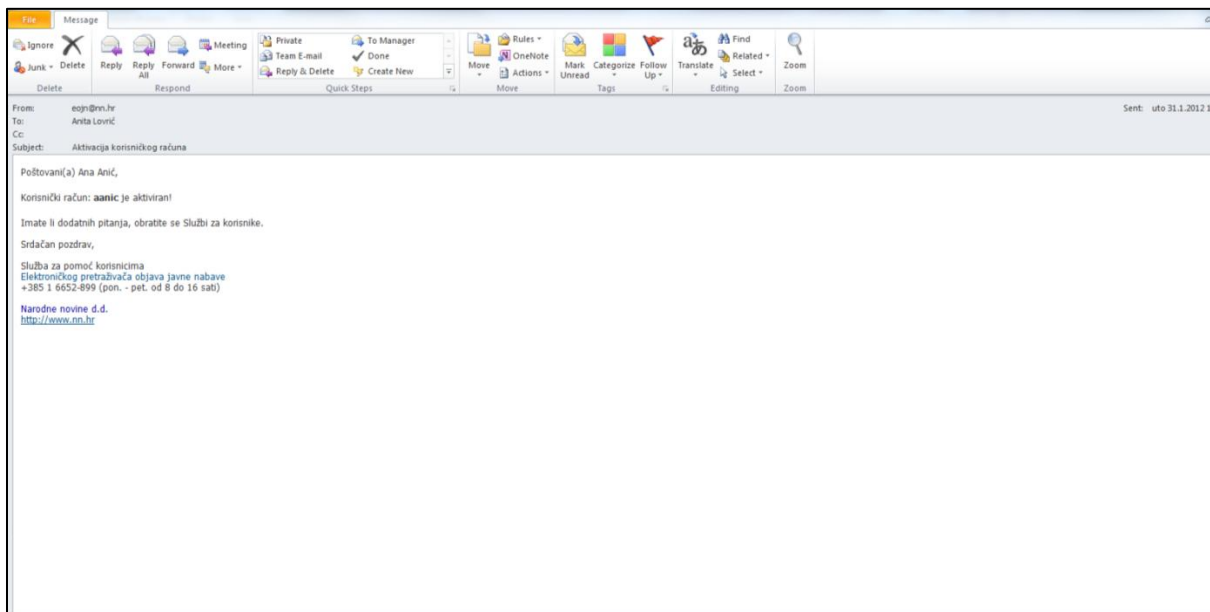 File Message
Ignore
Junk
Delete
Reply
Reply All
Forward
Meeting
More
Private
Team E-mail
Reply & Delete
To Manager
Done
Create New
Move
Rules
OneNote
Actions
Mark Unread
Categorize
Follow Up
Translate
Find
Related
Select
Zoom
Delete Respond Quick Steps Move Tags Editing Zoom
From: eojn@nn.hr Sent: uto 31.1.2012 1
To: Anita Lovrić
Cc:
Subject: Aktivacija korisničkog računa
Poštovani(a) Ana Anić,
Korisnički račun: aanic je aktiviran!
Imate li dodatnih pitanja, obratite se Službi za korisnike.
Srdačan pozdrav,
Služba za pomoć korisnicima
Elektroničkog pretraživača objava javne nabave
+385 1 6652-899 (pon. - pet. od 8 do 16 sati)
Narodne novine d.d.
http://www.nn.hr